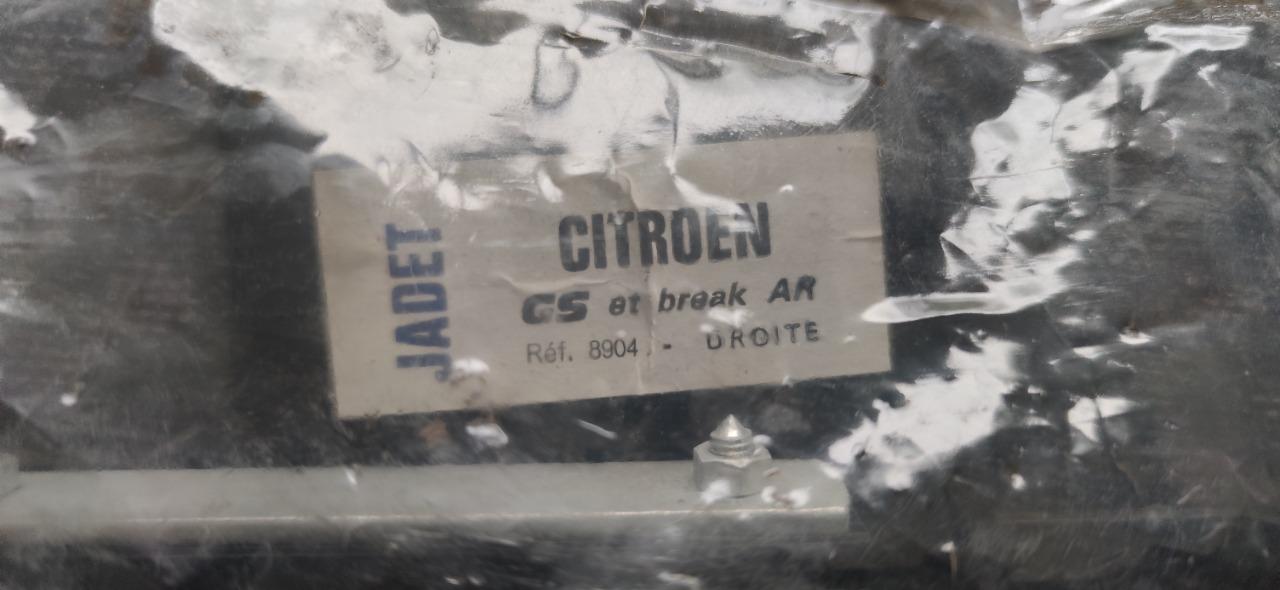 JADET
CITROEN
GS et break AR
Réf. 8904 - DROITE